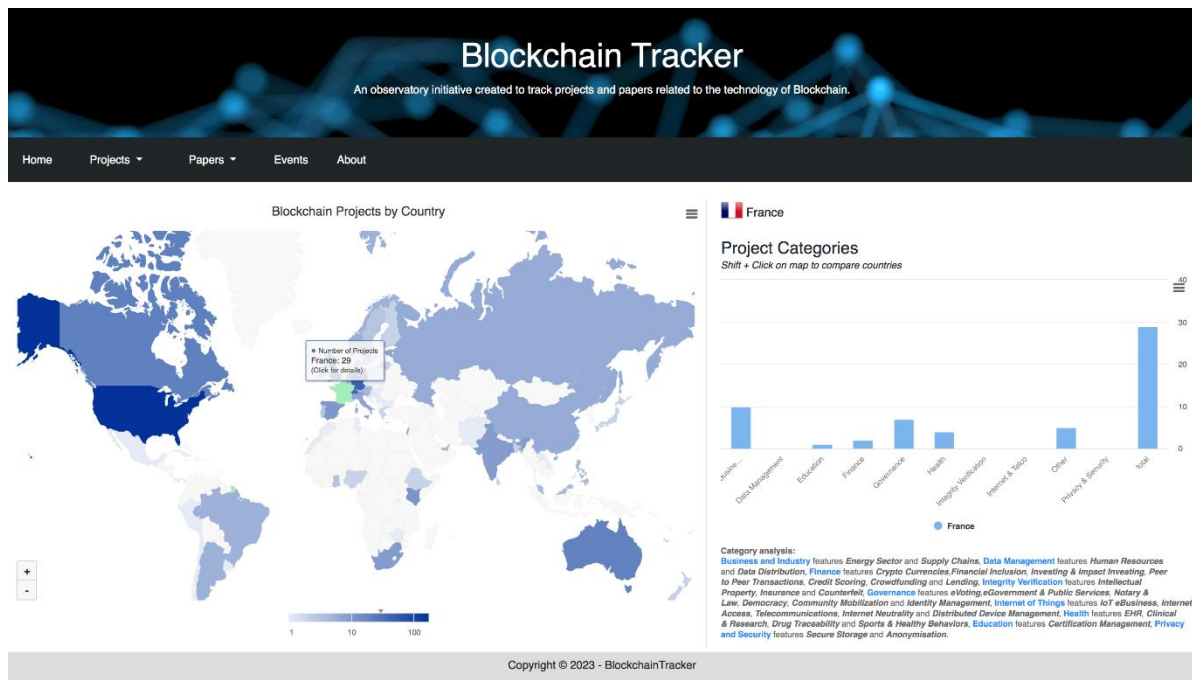 Blockchain Tracker
An observatory initiative created to track projects and papers related to the technology of Blockchain.
Home Projects Papers Events About
Blockchain Projects by Country
Number of Projects
France: 29
(Click for details)
+
-
1 10 100
France
Project Categories
Shift + Click on map to compare countries
40
30
20
10
0
Busine...
Data Management
Education
Finance
Governance
Health
Integrity Verification
Internet & Telco
Other
Privacy & Security
total
France
Category analysis:
Business and Industry features Energy Sector and Supply Chains, Data Management features Human Resources
and Data Distribution, Finance features Crypto Currencies,Financial Inclusion, Investing & Impact Investing, Peer
to Peer Transactions, Credit Scoring, Crowdfunding and Lending, Integrity Verification features Intellectual
Property, Insurance and Counterfeit, Governance features eVoting,eGovernment & Public Services, Notary &
Law, Democracy, Community Mobilization and Identity Management, Internet of Things features IoT eBusiness, Internet
Access, Telecommunications, Internet Neutrality and Distributed Device Management, Health features EHR, Clinical
& Research, Drug Traceability and Sports & Healthy Behaviors, Education features Certification Management, Privacy
and Security features Secure Storage and Anonymisation.
Copyright © 2023 - BlockchainTracker